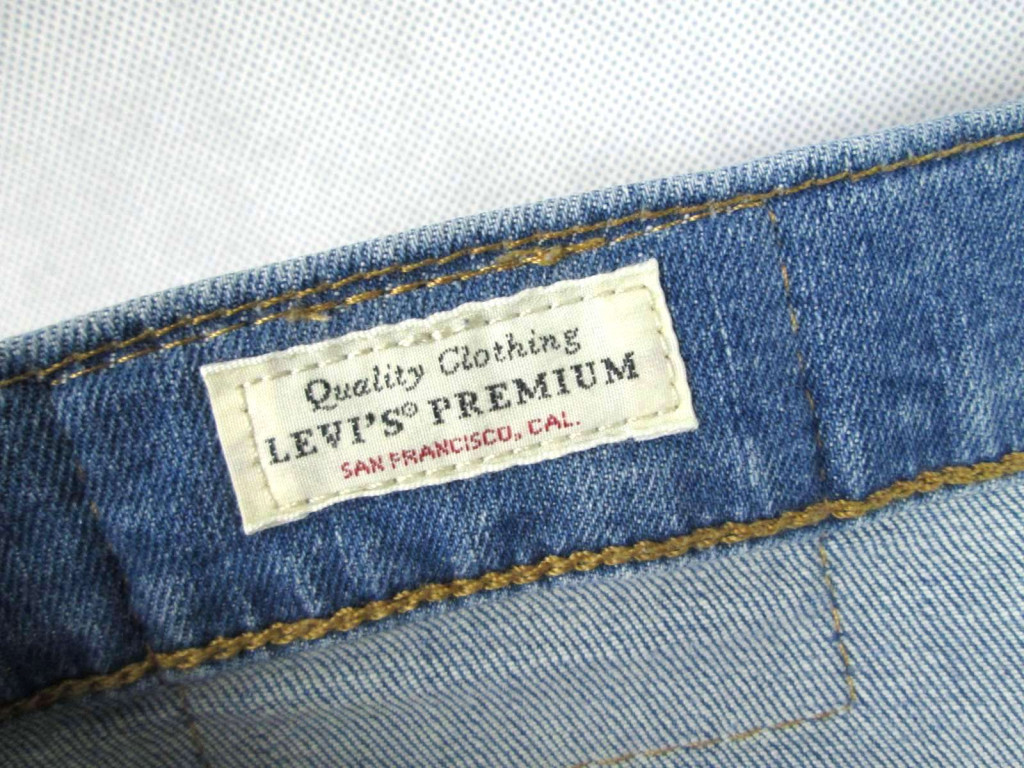 Quality Clothing
LEVI'S® PREMIUM
SAN FRANCISCO, CAL.